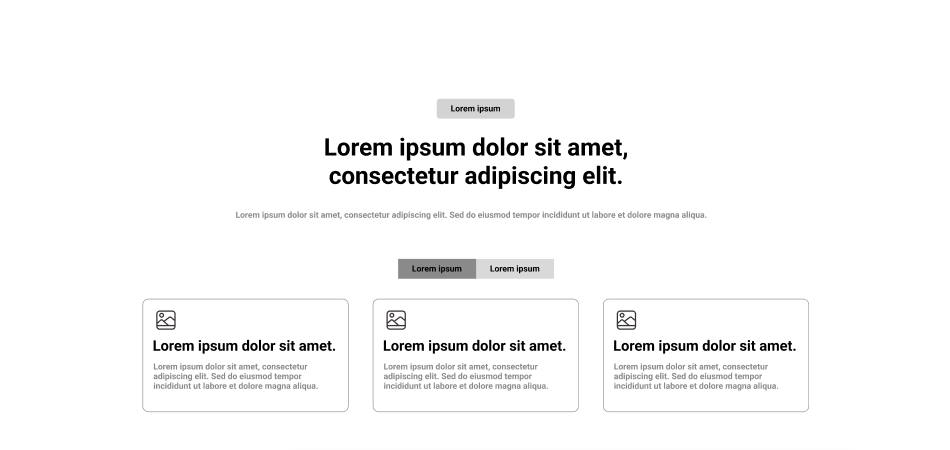 Lorem ipsum
Lorem ipsum dolor sit amet,
consectetur adipiscing elit.
Lorem ipsum dolor sit amet, consectetur adipiscing elit. Sed do eiusmod tempor incididunt ut labore et dolore magna aliqua.
Lorem ipsum
Lorem ipsum
Lorem ipsum dolor sit amet.
Lorem ipsum dolor sit amet, consectetur
adipiscing elit. Sed do eiusmod tempor
incididunt ut labore et dolore magna aliqua.
Lorem ipsum dolor sit amet.
Lorem ipsum dolor sit amet, consectetur
adipiscing elit. Sed do eiusmod tempor
incididunt ut labore et dolore magna aliqua.
Lorem ipsum dolor sit amet.
Lorem ipsum dolor sit amet, consectetur
adipiscing elit. Sed do eiusmod tempor
incididunt ut labore et dolore magna aliqua.